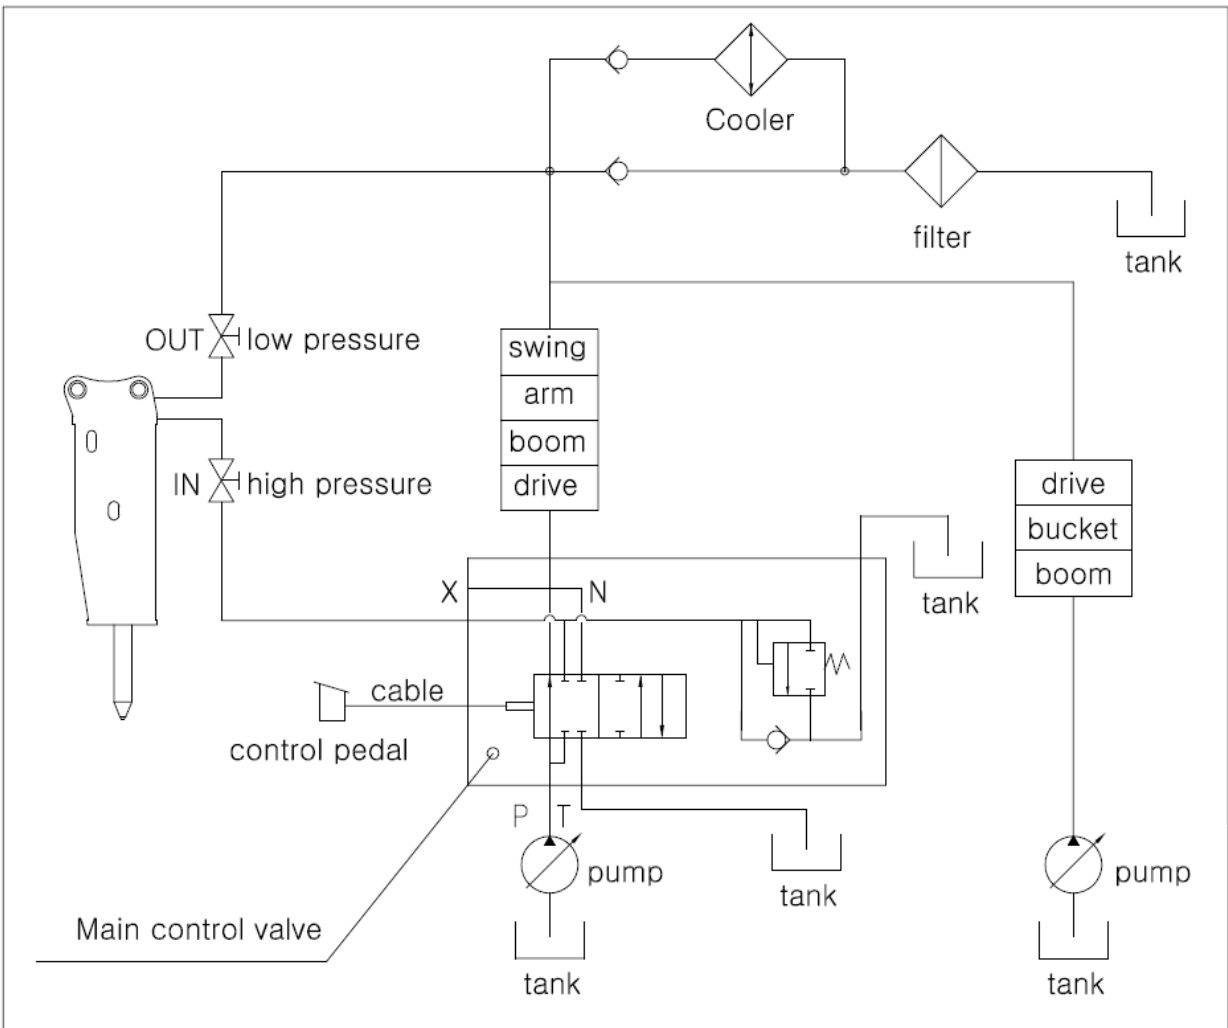 Cooler
filter
tank
OUT
low pressure
swing
arm
boom
drive
IN
high pressure
drive
bucket
boom
X
N
tank
cable
control pedal
P
T
pump
pump
tank
Main control valve
tank
tank